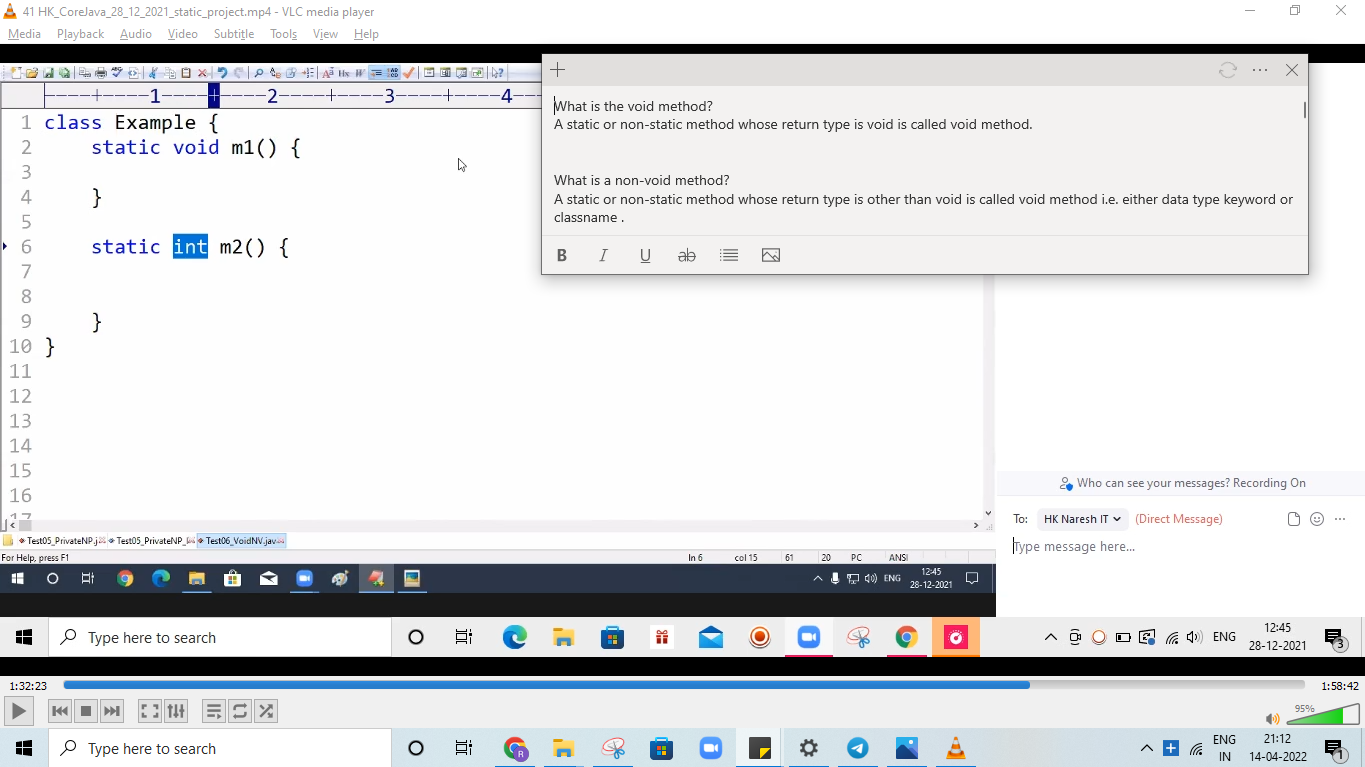 41 HK_CoreJava_28_12_2021_static_project.mp4 - VLC media player
Media Playback Audio Video Subtitle Tools View Help
----+----1----+----2----+----3----+----4----
1 class Example {
2 static void m1() {
3
4 }
5
6 static int m2() {
7
8
9 }
10 }
11
12
13
14
15
16
17
What is the void method?
A static or non-static method whose return type is void is called void method.
What is a non-void method?
A static or non-static method whose return type is other than void is called void method i.e. either data type keyword or
classname .
B I U ab
Who can see your messages? Recording On
To: HK Naresh IT (Direct Message)
Type message here...
Test05_PrivateNP.j Test05_PrivateNP_ Test06_VoidNV.jav
For Help, press F1 ln 6 col 15 61 20 PC ANSI
ENG 12:45
28-12-2021
Type here to search ENG 12:45
28-12-2021 3
1:32:23 1:58:42
95%
Type here to search ENG 21:12
IN 14-04-2022 1